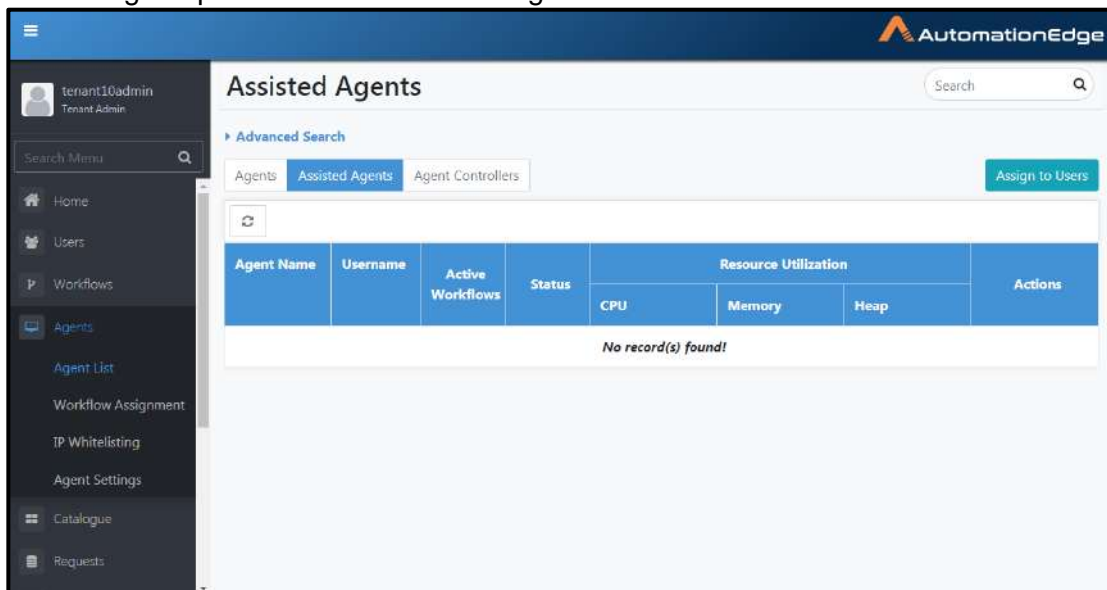 AutomationEdge
tenant10admin
Tenant Admin
Search Menu
Home
Users
Workflows
Agents
Agent List
Workflow Assignment
IP Whitelisting
Agent Settings
Catalogue
Requests
Assisted Agents
Search
Advanced Search
Agents Assisted Agents Agent Controllers
Assign to Users
Agent Name Username Active Workflows Status Resource Utilization Actions
CPU Memory Heap
No record(s) found!